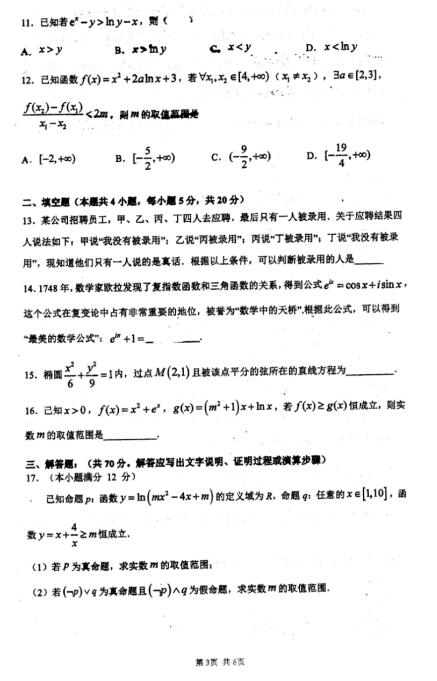 11. 已知若eˣ－y＞ln y－x，则（  ）
A. x＞y  B. x＞ln y  C. x＜y  D. x＜ln y
12. 已知函数f(x)=x²+2a ln x+3，若∀x₁,x₂∈[4,+∞)（x₁≠x₂），∃a∈[2,3]，
(f(x₂)－f(x₁))/(x₁－x₂)＜2m，则m的取值范围是
A. [-2,+∞)  B. [-5/2,+∞)  C. (-9/2,+∞)  D. [-19/4,+∞)
二、填空题（本题共4小题，每小题5分，共20分）
13. 某公司招聘员工，甲、乙、丙、丁四人去应聘，最后只有一人被录用．关于应聘结果四
人说法如下：甲说“我没有被录用”；乙说“丙被录用”；丙说“丁被录用”；丁说“我没有被录
用”，现知道他们只有一人说的是真话．根据以上条件，可以判断被录用的人是______
14. 1748年，数学家欧拉发现了复指数函数和三角函数的关系，得到公式eⁱˣ=cos x+i sin x，
这个公式在复变论中占有非常重要的地位，被誉为“数学中的天桥”.根据此公式，可以得到
“最美的数学公式”：e^(iπ)+1=______.
15. 椭圆x²/6+y²/9=1内，过点M(2,1)且被该点平分的弦所在的直线方程为______.
16. 已知x＞0，f(x)=x²+eˣ，g(x)=(m²+1)x+ln x，若f(x)≥g(x)恒成立，则实
数m的取值范围是______.
三、解答题：（共70分．解答应写出文字说明、证明过程或演算步骤）
17. （本小题满分 12 分）
已知命题p：函数y=ln(mx²－4x+m)的定义域为R，命题q：任意的x∈[1,10]，函
数y=x+4/x≥m恒成立．
（1）若P为真命题，求实数m的取值范围；
（2）若(¬p)∨q为真命题且(¬p)∧q为假命题，求实数m的取值范围．
第3页 共6页